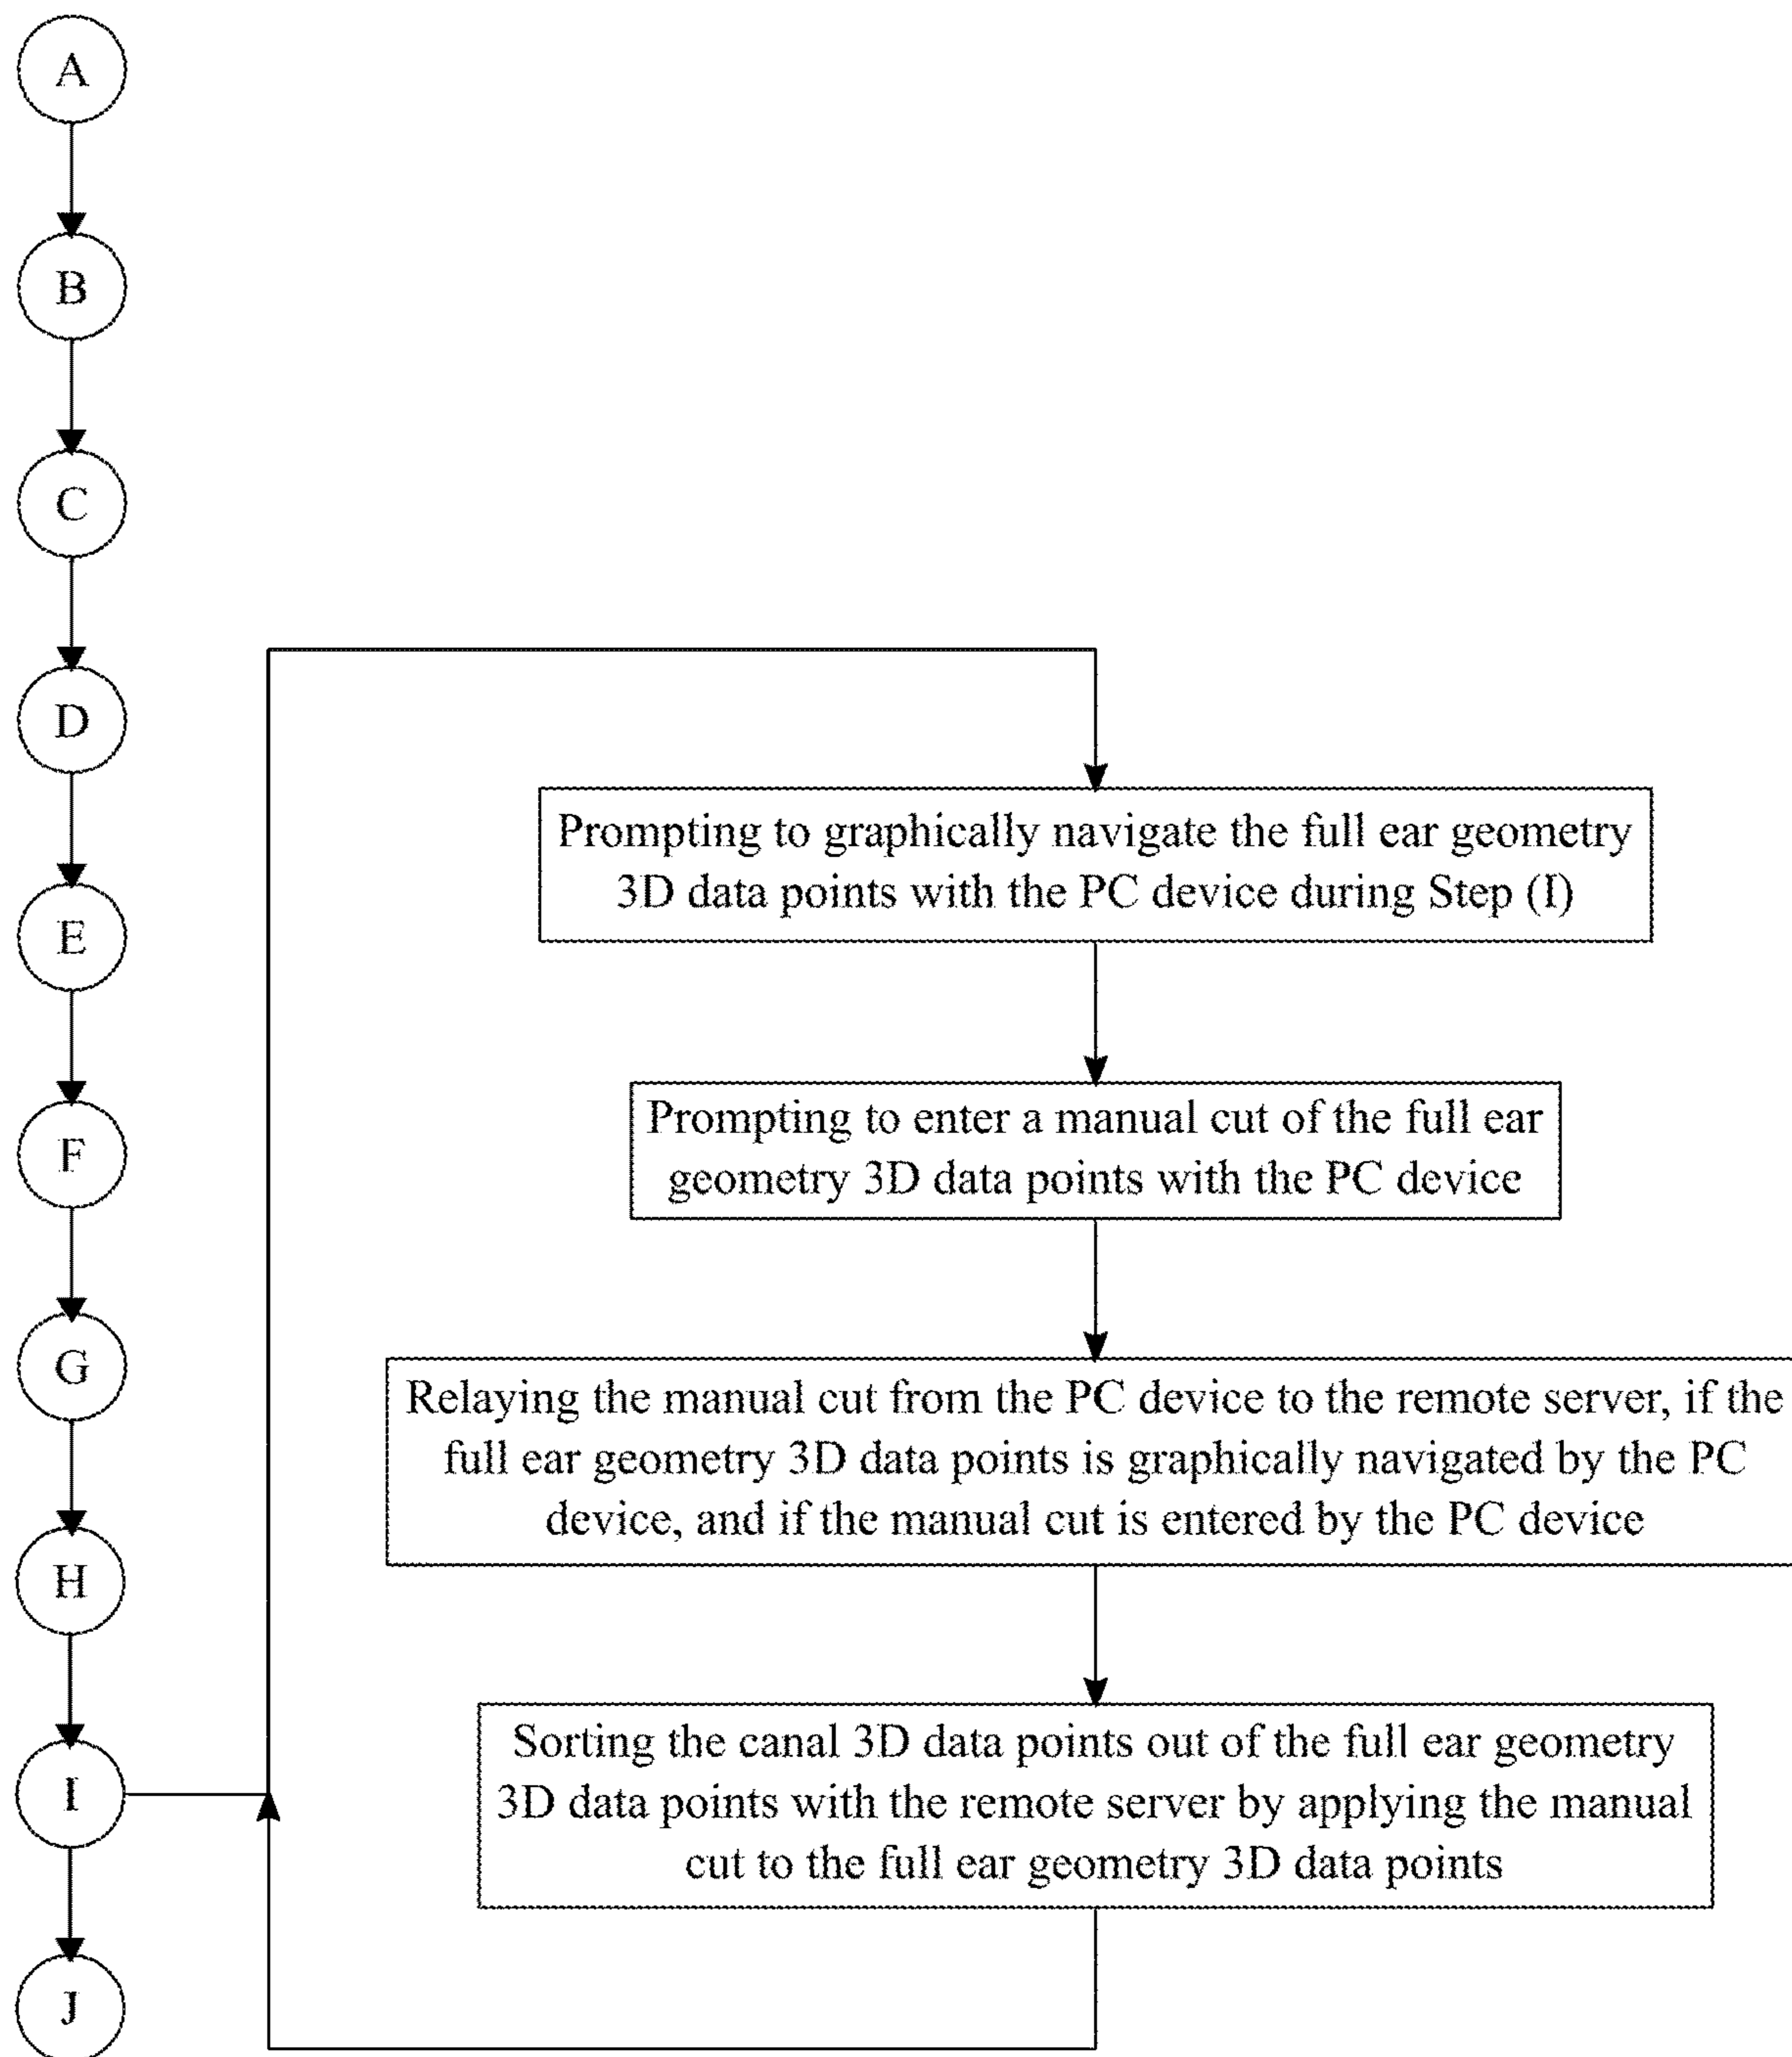 A
B
C
D
E
F
G
H
I
J
Prompting to graphically navigate the full ear geometry
3D data points with the PC device during Step (I)
Prompting to enter a manual cut of the full ear
geometry 3D data points with the PC device
Relaying the manual cut from the PC device to the remote server, if the
full ear geometry 3D data points is graphically navigated by the PC
device, and if the manual cut is entered by the PC device
Sorting the canal 3D data points out of the full ear geometry
3D data points with the remote server by applying the manual
cut to the full ear geometry 3D data points